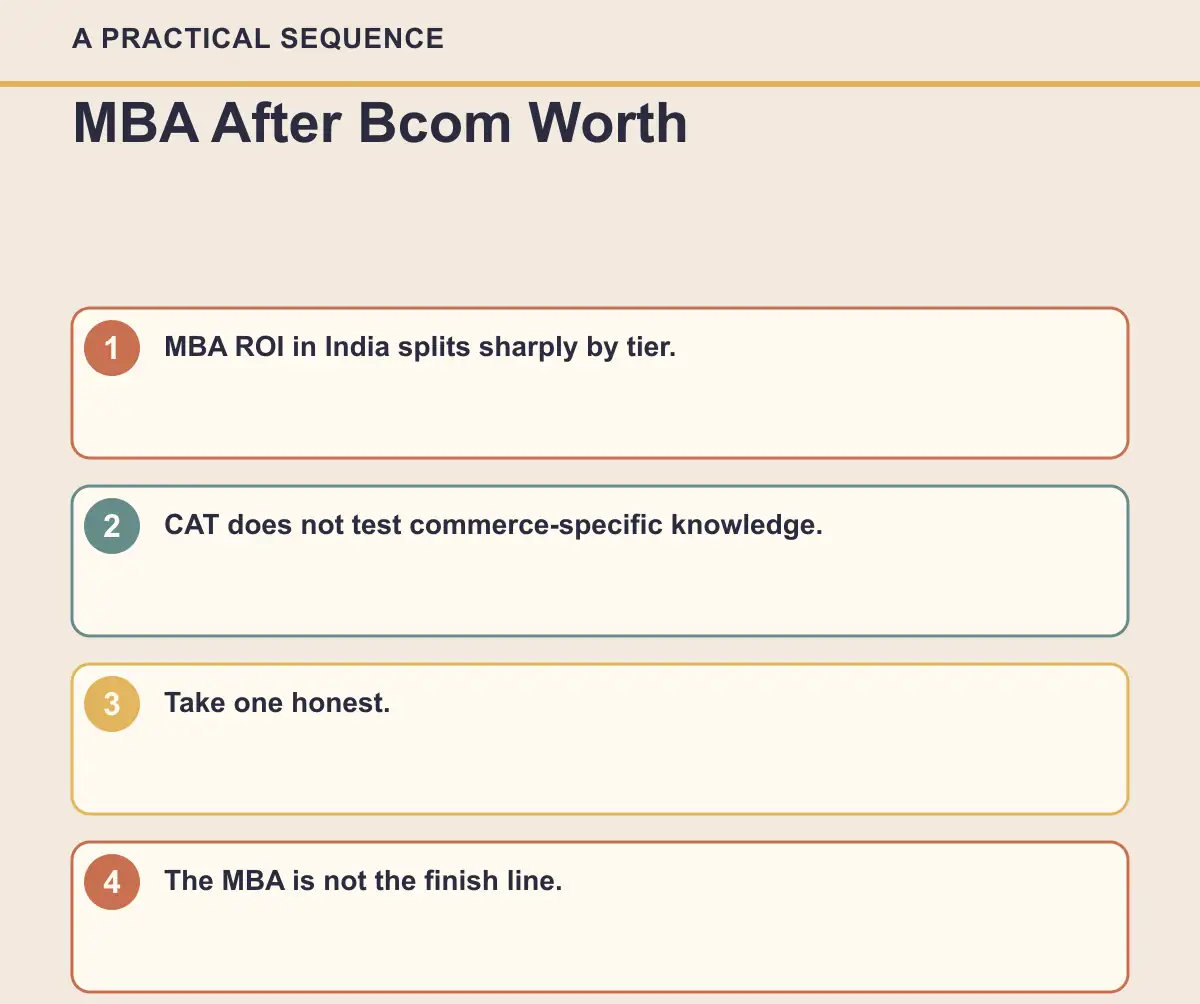 A PRACTICAL SEQUENCE
MBA After Bcom Worth
1 MBA ROI in India splits sharply by tier.
2 CAT does not test commerce-specific knowledge.
3 Take one honest.
4 The MBA is not the finish line.